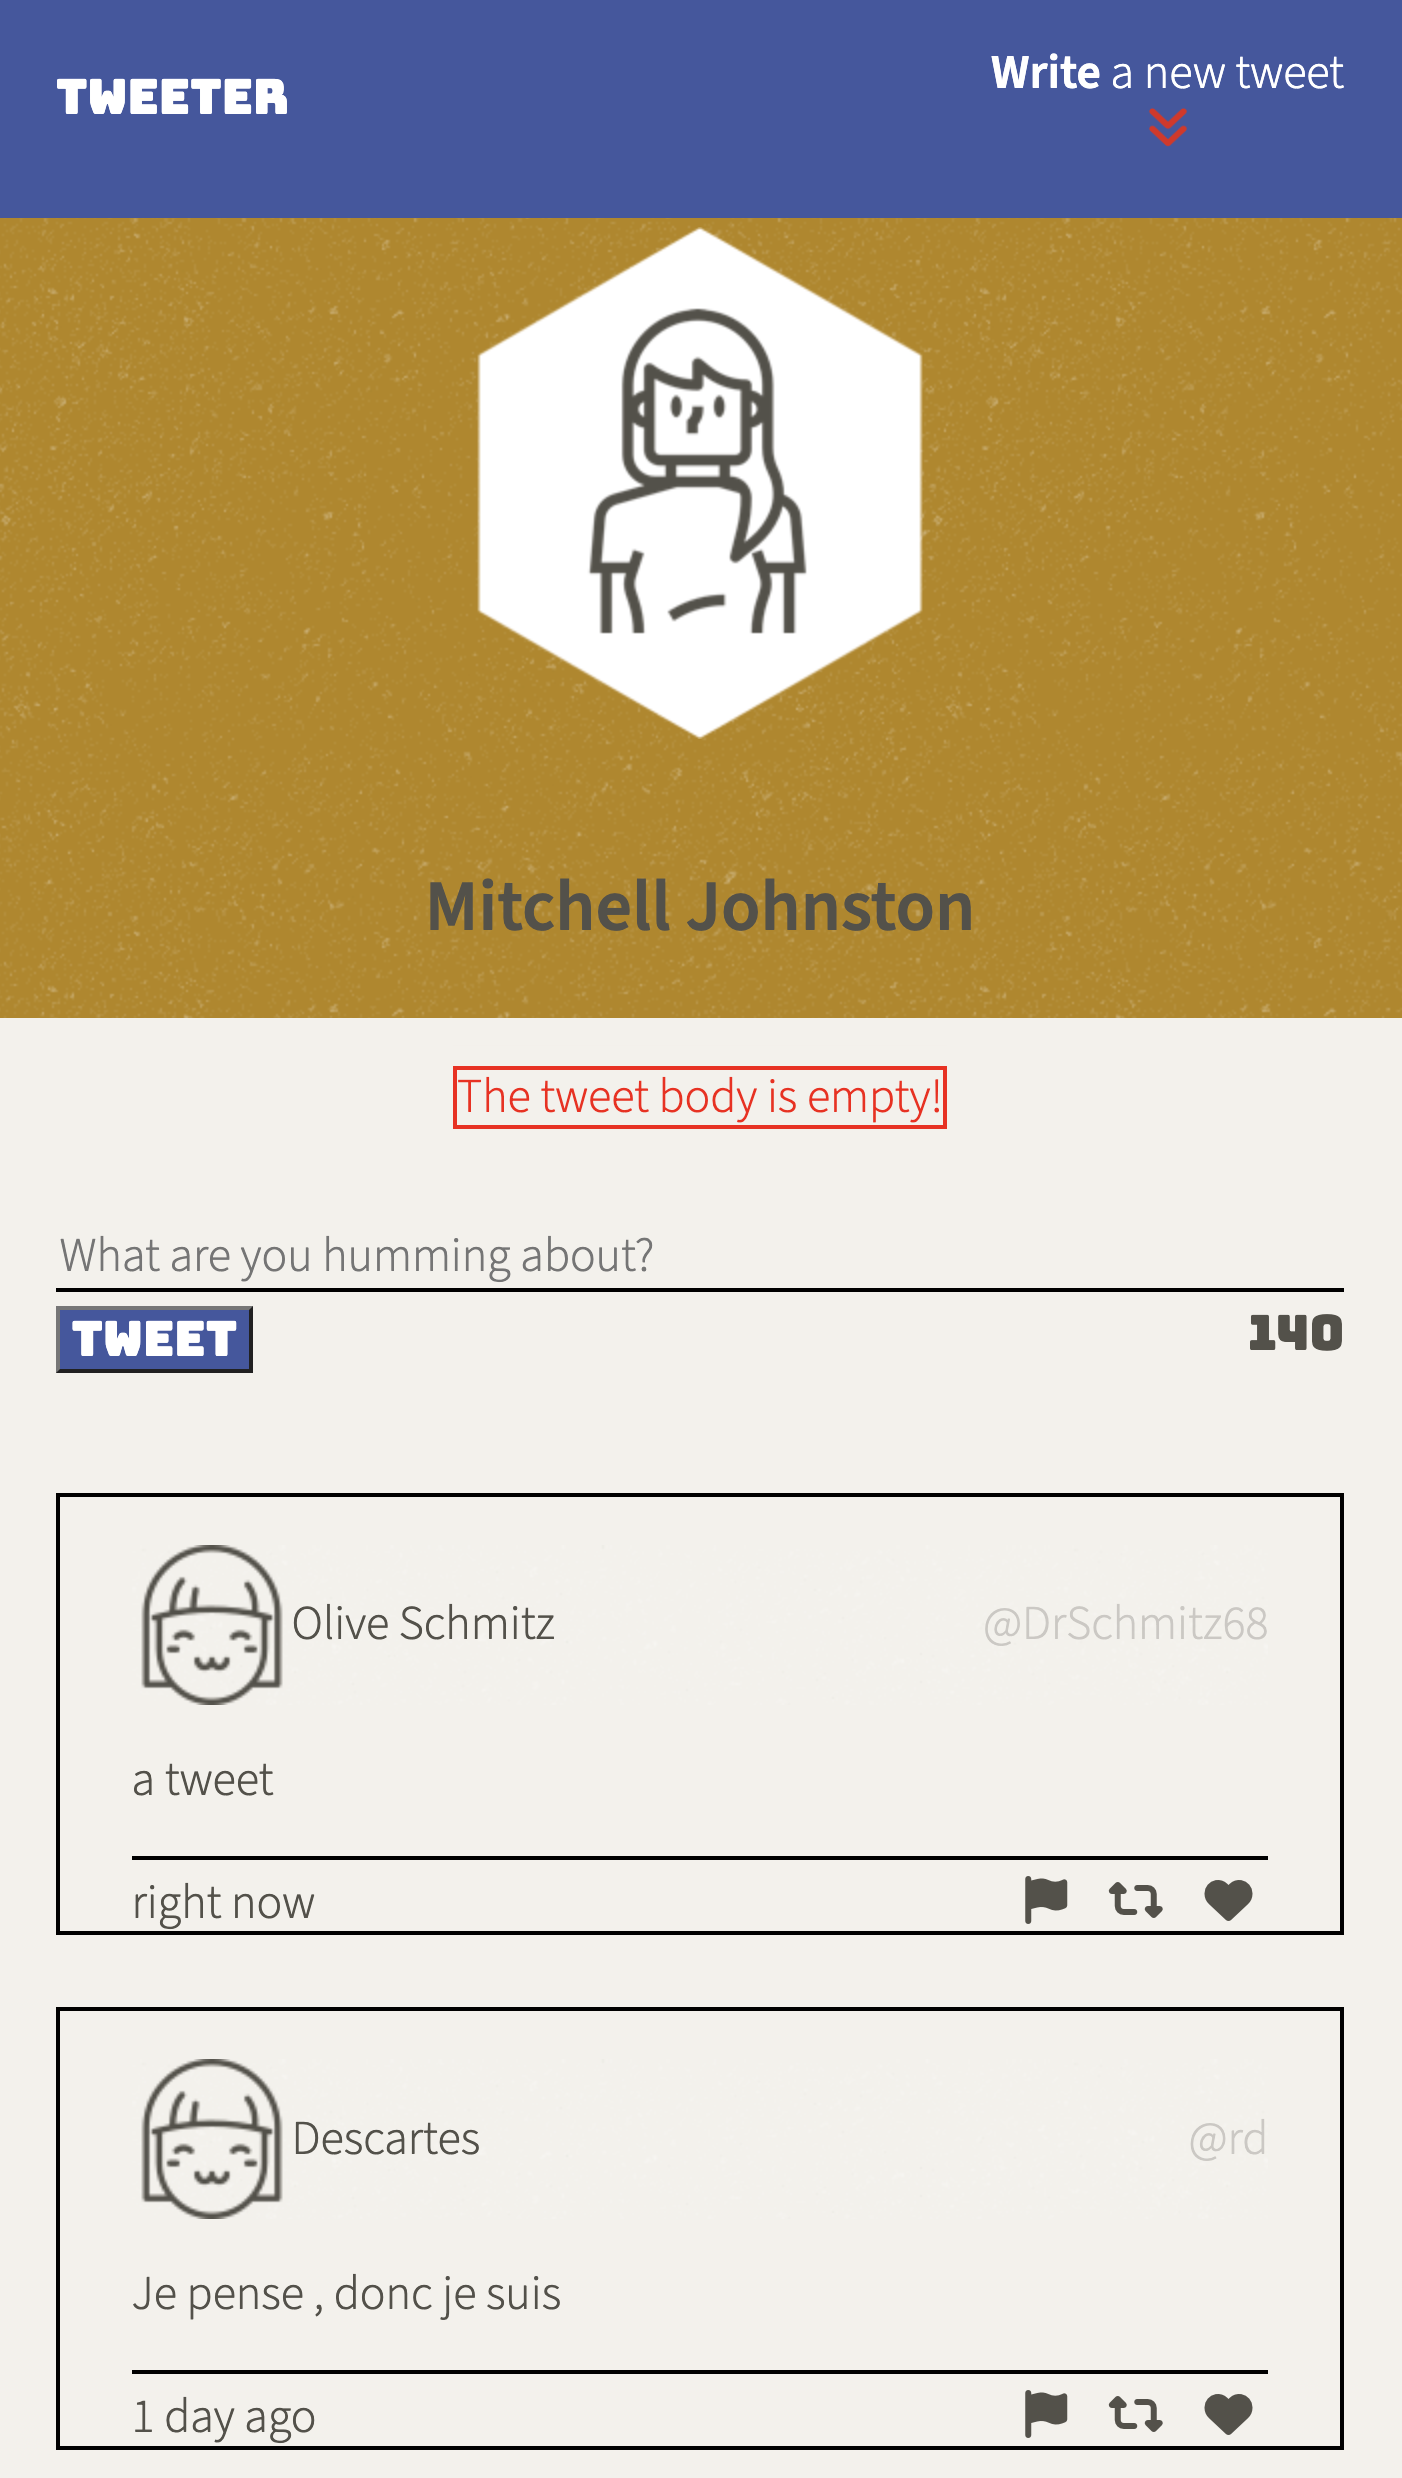 TWEETER
Write a new tweet
Mitchell Johnston
The tweet body is empty!
What are you humming about?
TWEET
140
Olive Schmitz
@DrSchmitz68
a tweet
right now
Descartes
@rd
Je pense , donc je suis
1 day ago